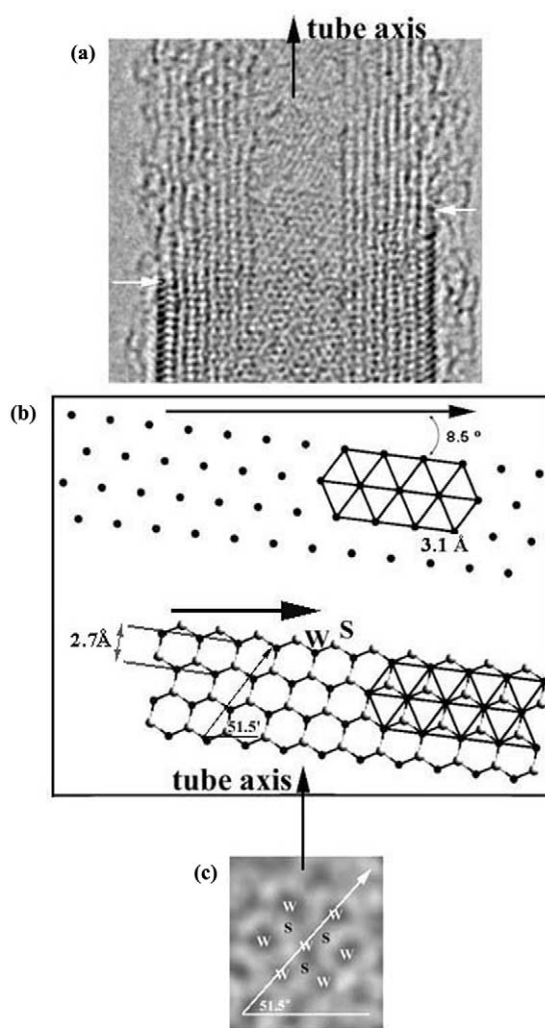 tube axis
(a)
(b)
8.5 °
3.1 Å
W S
2.7Å
51.5'
tube axis
(c)
W W
S S
W W W
S
W W
51.5°